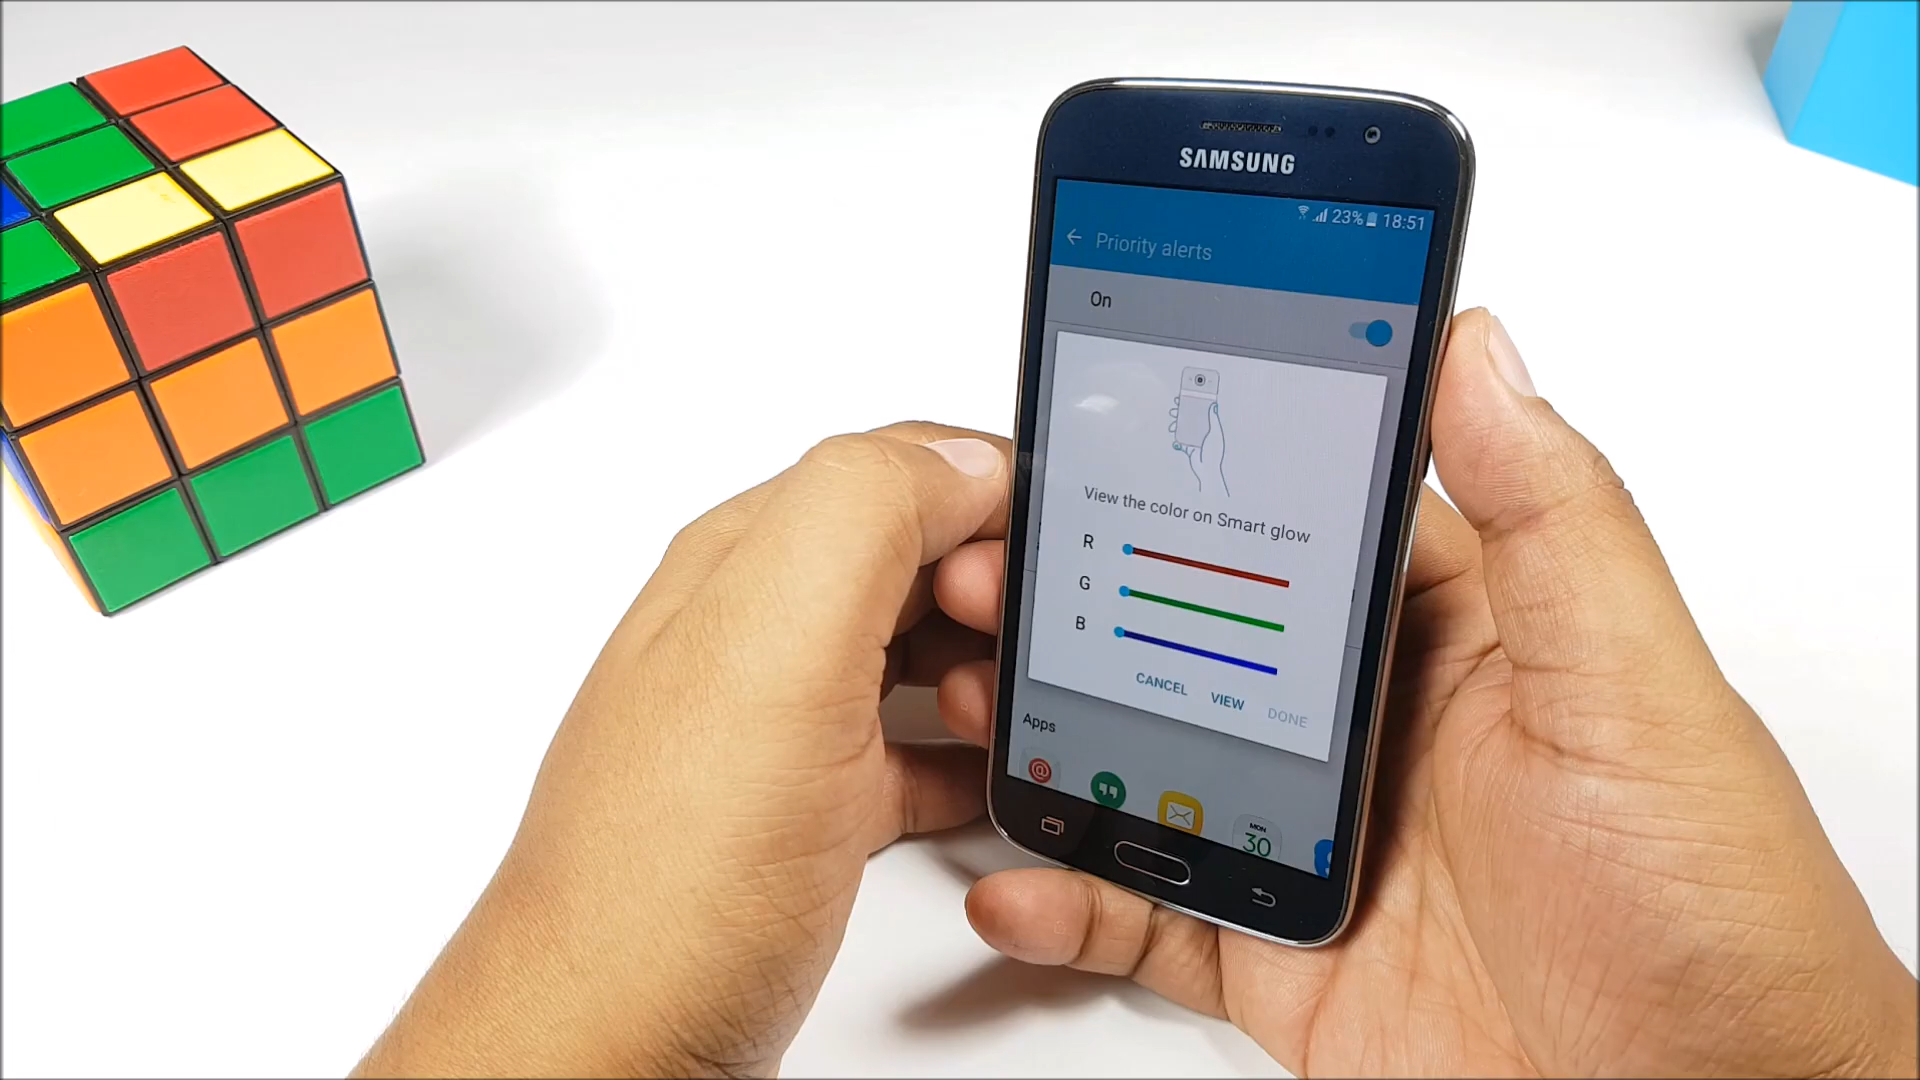 SAMSUNG
23% 18:51
Priority alerts
On
View the color on Smart glow
R
G
B
CANCEL VIEW DONE
Apps
@
MON
30